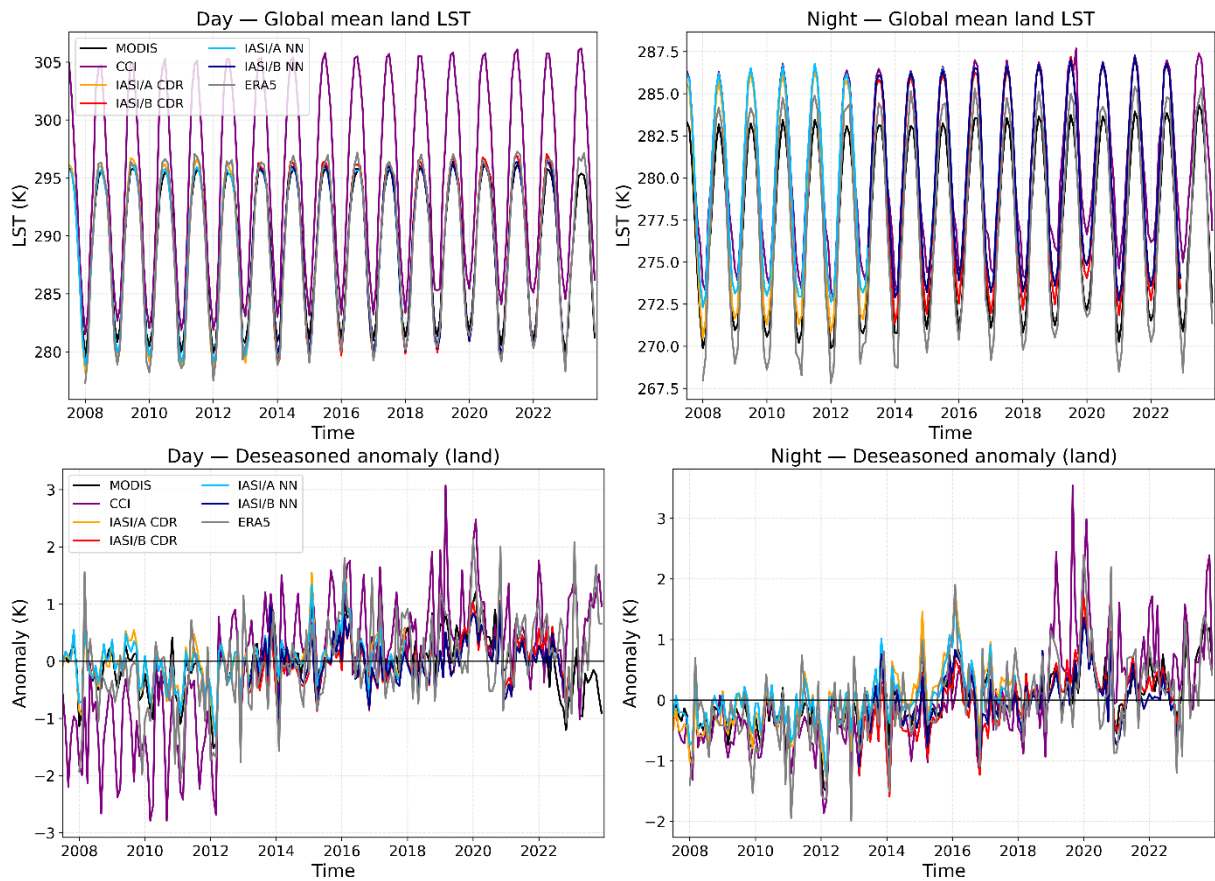 Day — Global mean land LST
LST (K)
305
300
295
290
285
280
MODIS
CCI
IASI/A CDR
IASI/B CDR
IASI/A NN
IASI/B NN
ERA5
2008 2010 2012 2014 2016 2018 2020 2022
Time
Night — Global mean land LST
LST (K)
287.5
285.0
282.5
280.0
277.5
275.0
272.5
270.0
267.5
2008 2010 2012 2014 2016 2018 2020 2022
Time
Day — Deseasoned anomaly (land)
Anomaly (K)
3
2
1
0
−1
−2
−3
MODIS
CCI
IASI/A CDR
IASI/B CDR
IASI/A NN
IASI/B NN
ERA5
2008 2010 2012 2014 2016 2018 2020 2022
Time
Night — Deseasoned anomaly (land)
Anomaly (K)
3
2
1
0
−1
−2
2008 2010 2012 2014 2016 2018 2020 2022
Time